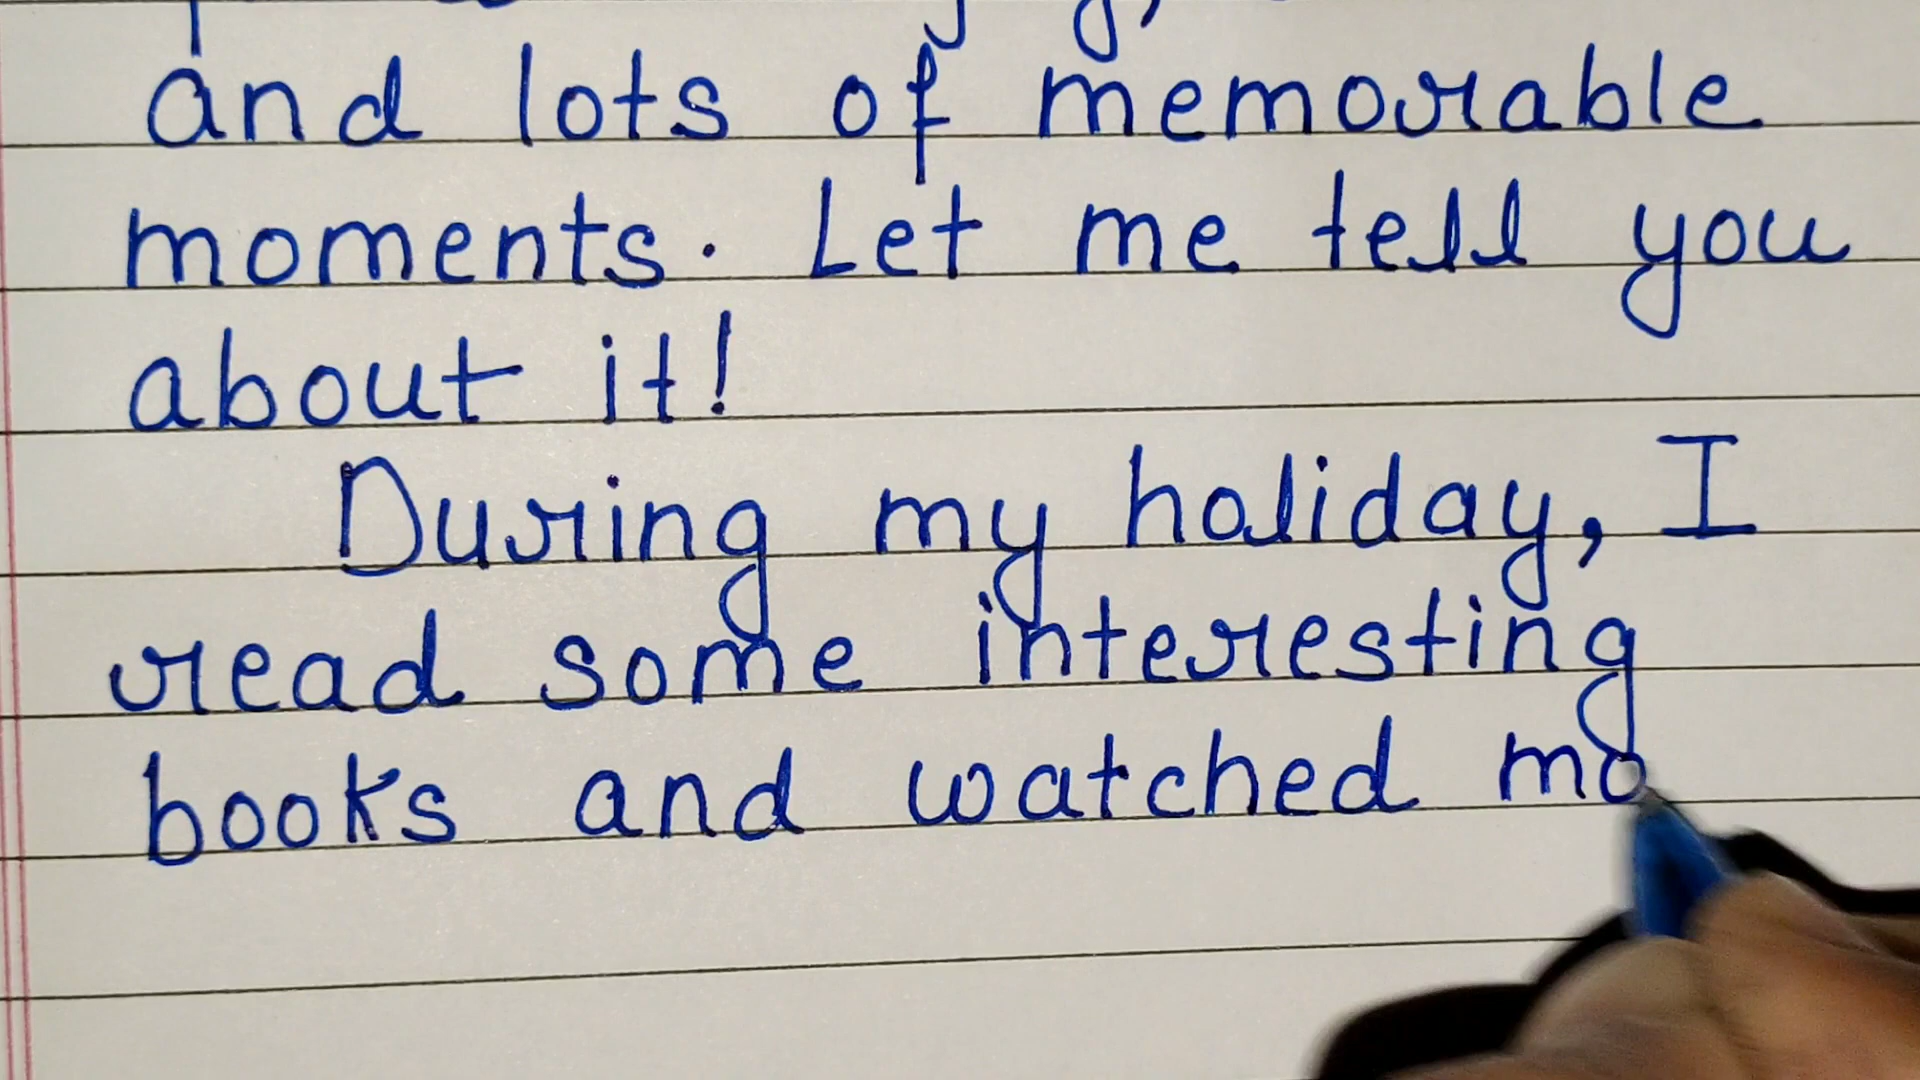 and lots of memorable
moments. Let me tell you
about it!
During my holiday, I
read some interesting
books and watched mo